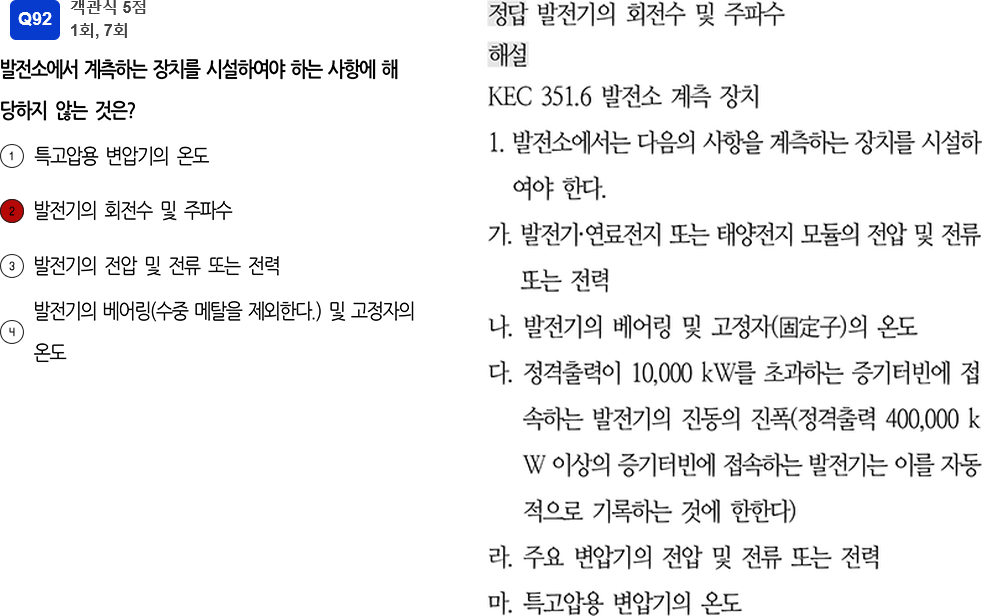 Q92
객관식 5점
1회, 7회
발전소에서 계측하는 장치를 시설하여야 하는 사항에 해
당하지 않는 것은?
1 특고압용 변압기의 온도
2 발전기의 회전수 및 주파수
3 발전기의 전압 및 전류 또는 전력
4 발전기의 베어링(수중 메탈을 제외한다.) 및 고정자의
온도
정답 발전기의 회전수 및 주파수
해설
KEC 351.6 발전소 계측 장치
1. 발전소에서는 다음의 사항을 계측하는 장치를 시설하
여야 한다.
가. 발전기·연료전지 또는 태양전지 모듈의 전압 및 전류
또는 전력
나. 발전기의 베어링 및 고정자(固定子)의 온도
다. 정격출력이 10,000 kW를 초과하는 증기터빈에 접
속하는 발전기의 진동의 진폭(정격출력 400,000 k
W 이상의 증기터빈에 접속하는 발전기는 이를 자동
적으로 기록하는 것에 한한다)
라. 주요 변압기의 전압 및 전류 또는 전력
마. 특고압용 변압기의 온도